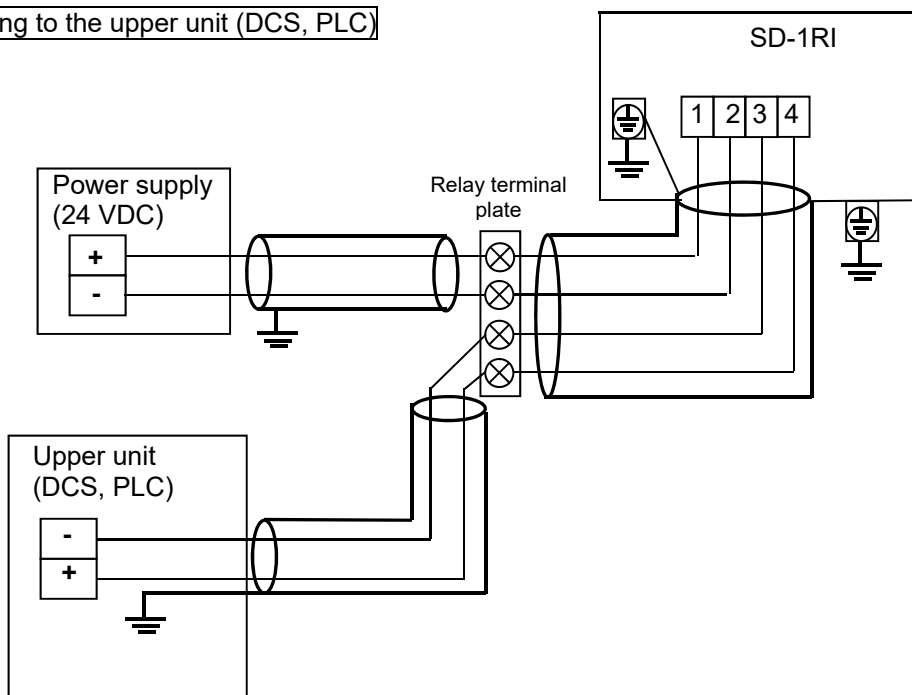 ng to the upper unit (DCS, PLC)
SD-1RI
1 2 3 4
Power supply
(24 VDC)
+
-
Relay terminal
plate
Upper unit
(DCS, PLC)
-
+